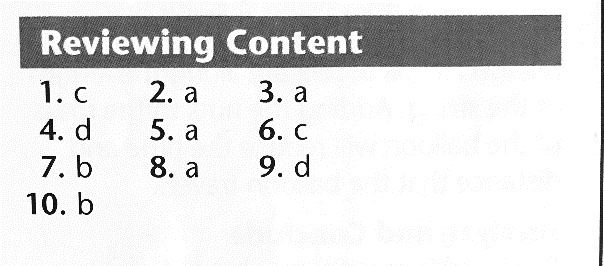 Reviewing Content
1. c 2. a 3. a
4. d 5. a 6. c
7. b 8. a 9. d
10. b